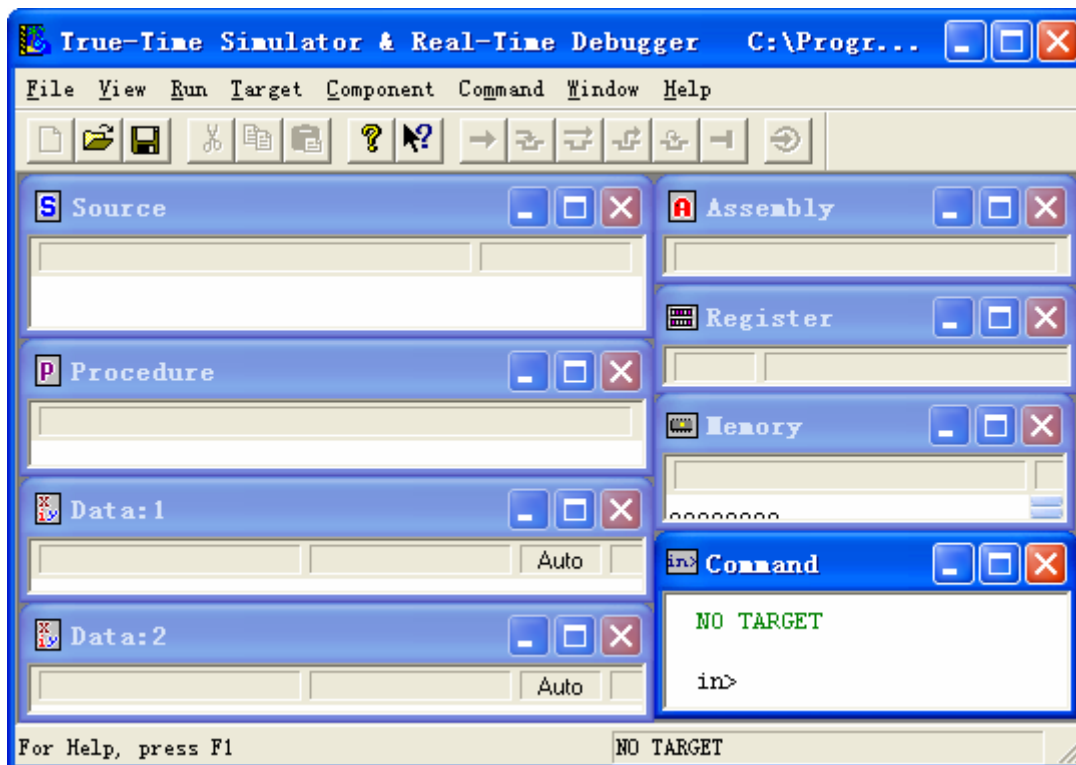 True-Time Simulator & Real-Time Debugger C:\Progr...
File View Run Target Component Command Window Help
Source
Assembly
Register
Procedure
Memory
Data:1
Auto
Command
NO TARGET
in>
Data:2
Auto
For Help, press F1
NO TARGET